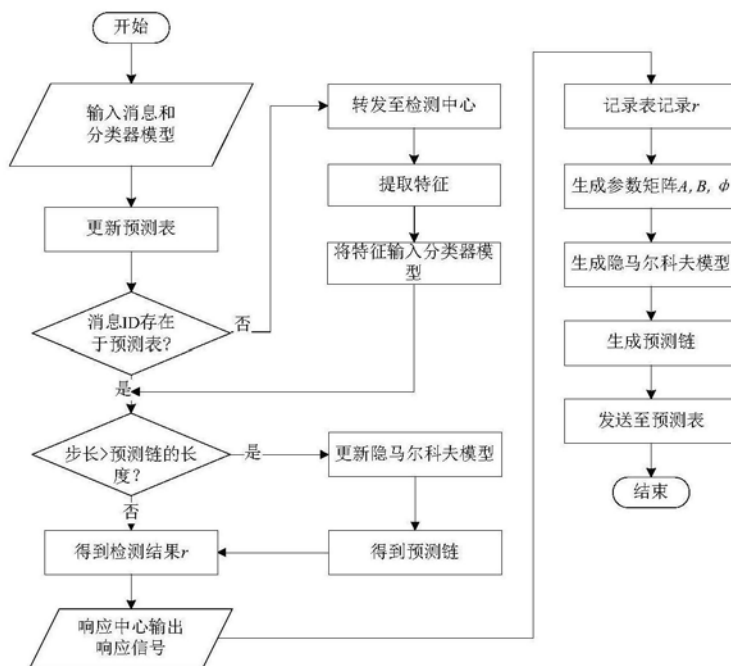 开始
输入消息和
分类器模型
更新预测表
消息ID存在
于预测表?
否
是
转发至检测中心
提取特征
将特征输入分类器模
型
步长>预测链的长
度?
是
否
更新隐马尔科夫模型
得到预测链
得到检测结果r
响应中心输出
响应信号
记录表记录r
生成参数矩阵A, B, φ
生成隐马尔科夫模型
生成预测链
发送至预测表
结束